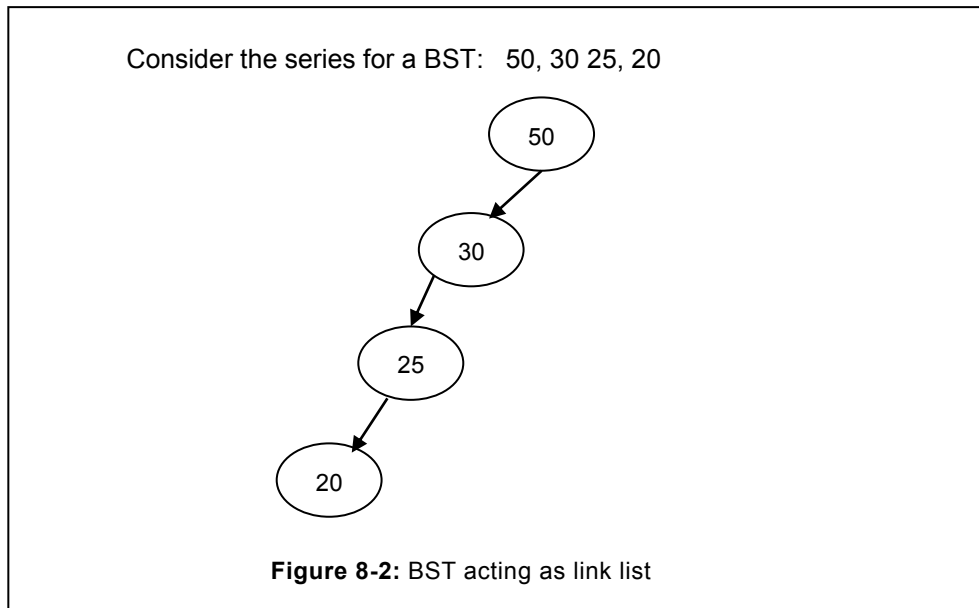 Consider the series for a BST: 50, 30 25, 20
50
30
25
20
Figure 8-2: BST acting as link list